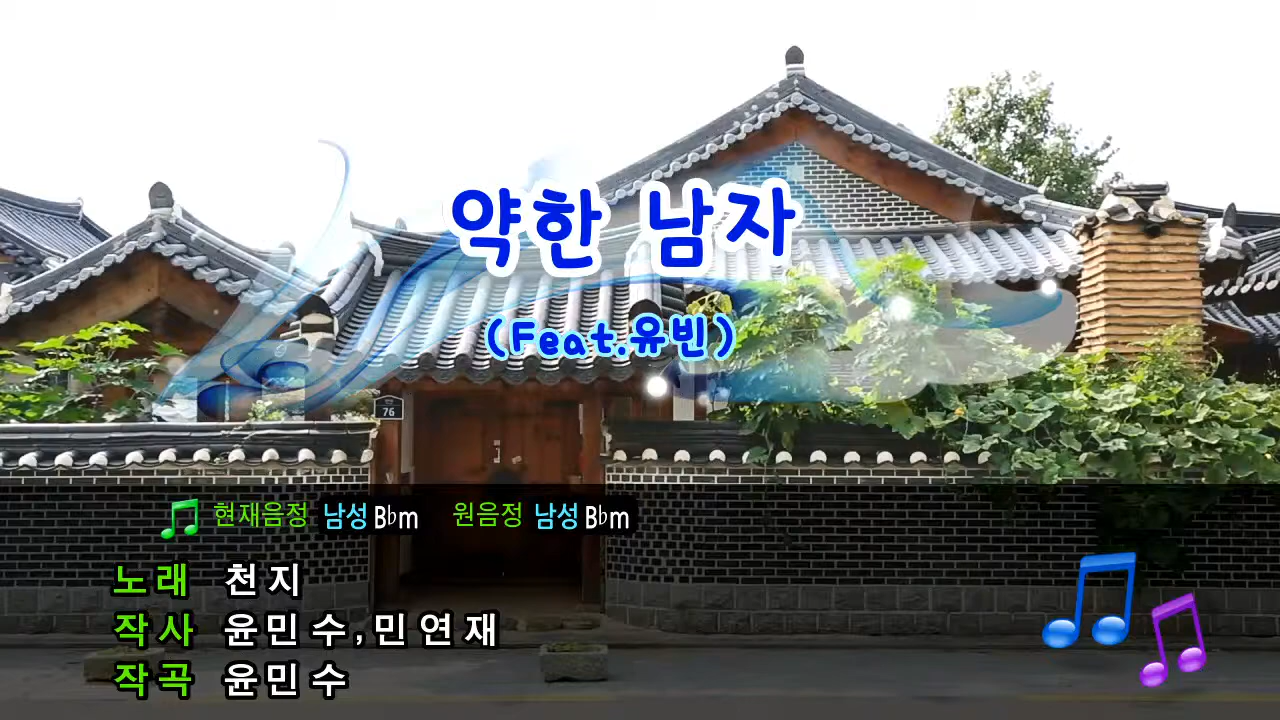 약한 남자
(Feat.유빈)
76
현재음정 남성 B♭m 원음정 남성 B♭m
노래 천지
작사 윤민수,민연재
작곡 윤민수